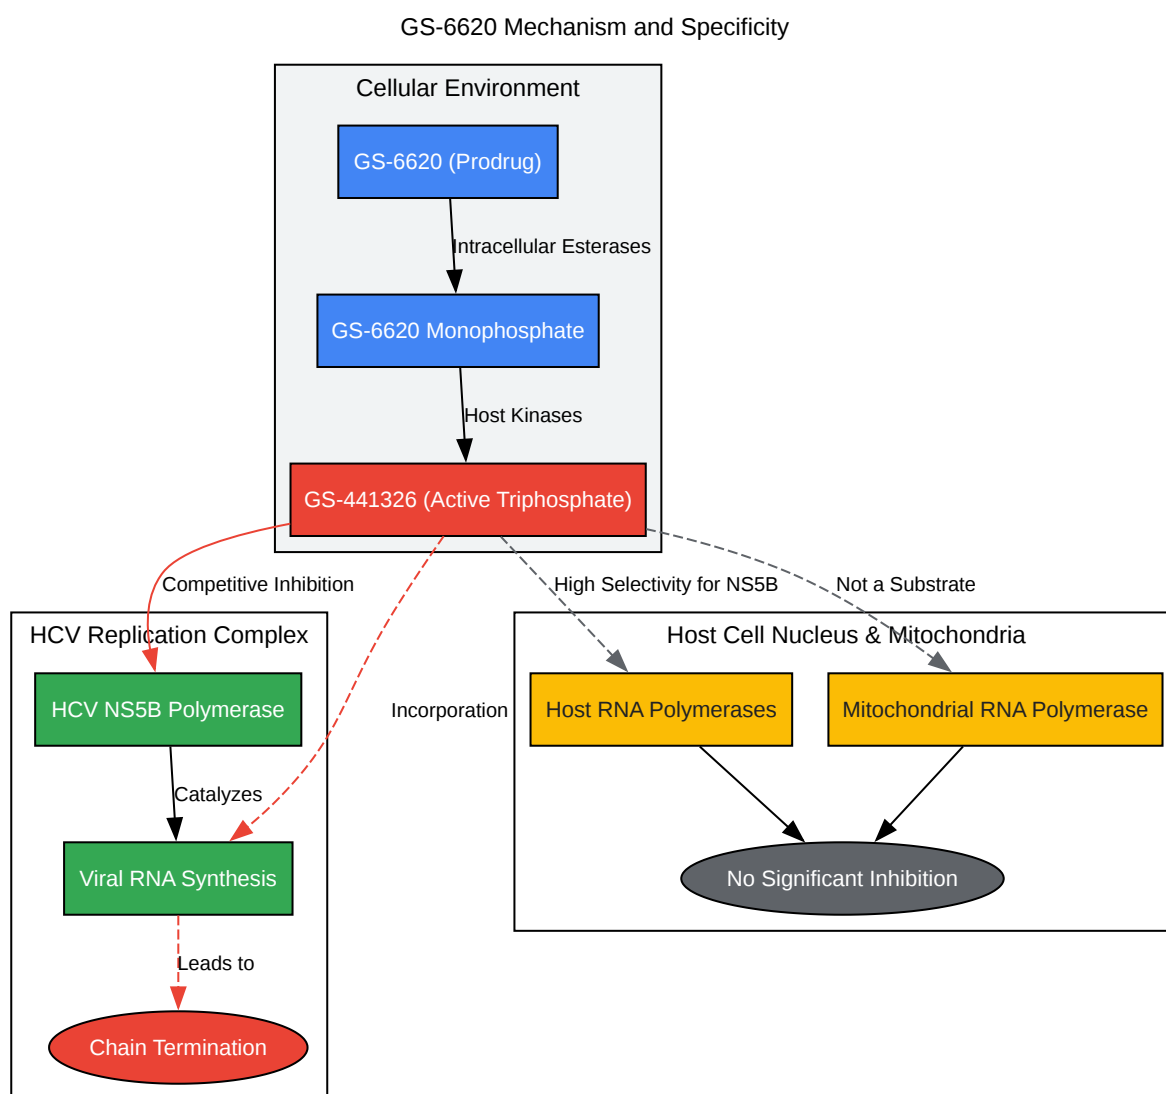 GS-6620 Mechanism and Specificity
Cellular Environment
GS-6620 (Prodrug)
Intracellular Esterases
GS-6620 Monophosphate
Host Kinases
GS-441326 (Active Triphosphate)
Competitive Inhibition
High Selectivity for NS5B
Not a Substrate
HCV Replication Complex
Host Cell Nucleus & Mitochondria
HCV NS5B Polymerase
Incorporation
Host RNA Polymerases
Mitochondrial RNA Polymerase
Catalyzes
Viral RNA Synthesis
No Significant Inhibition
Leads to
Chain Termination